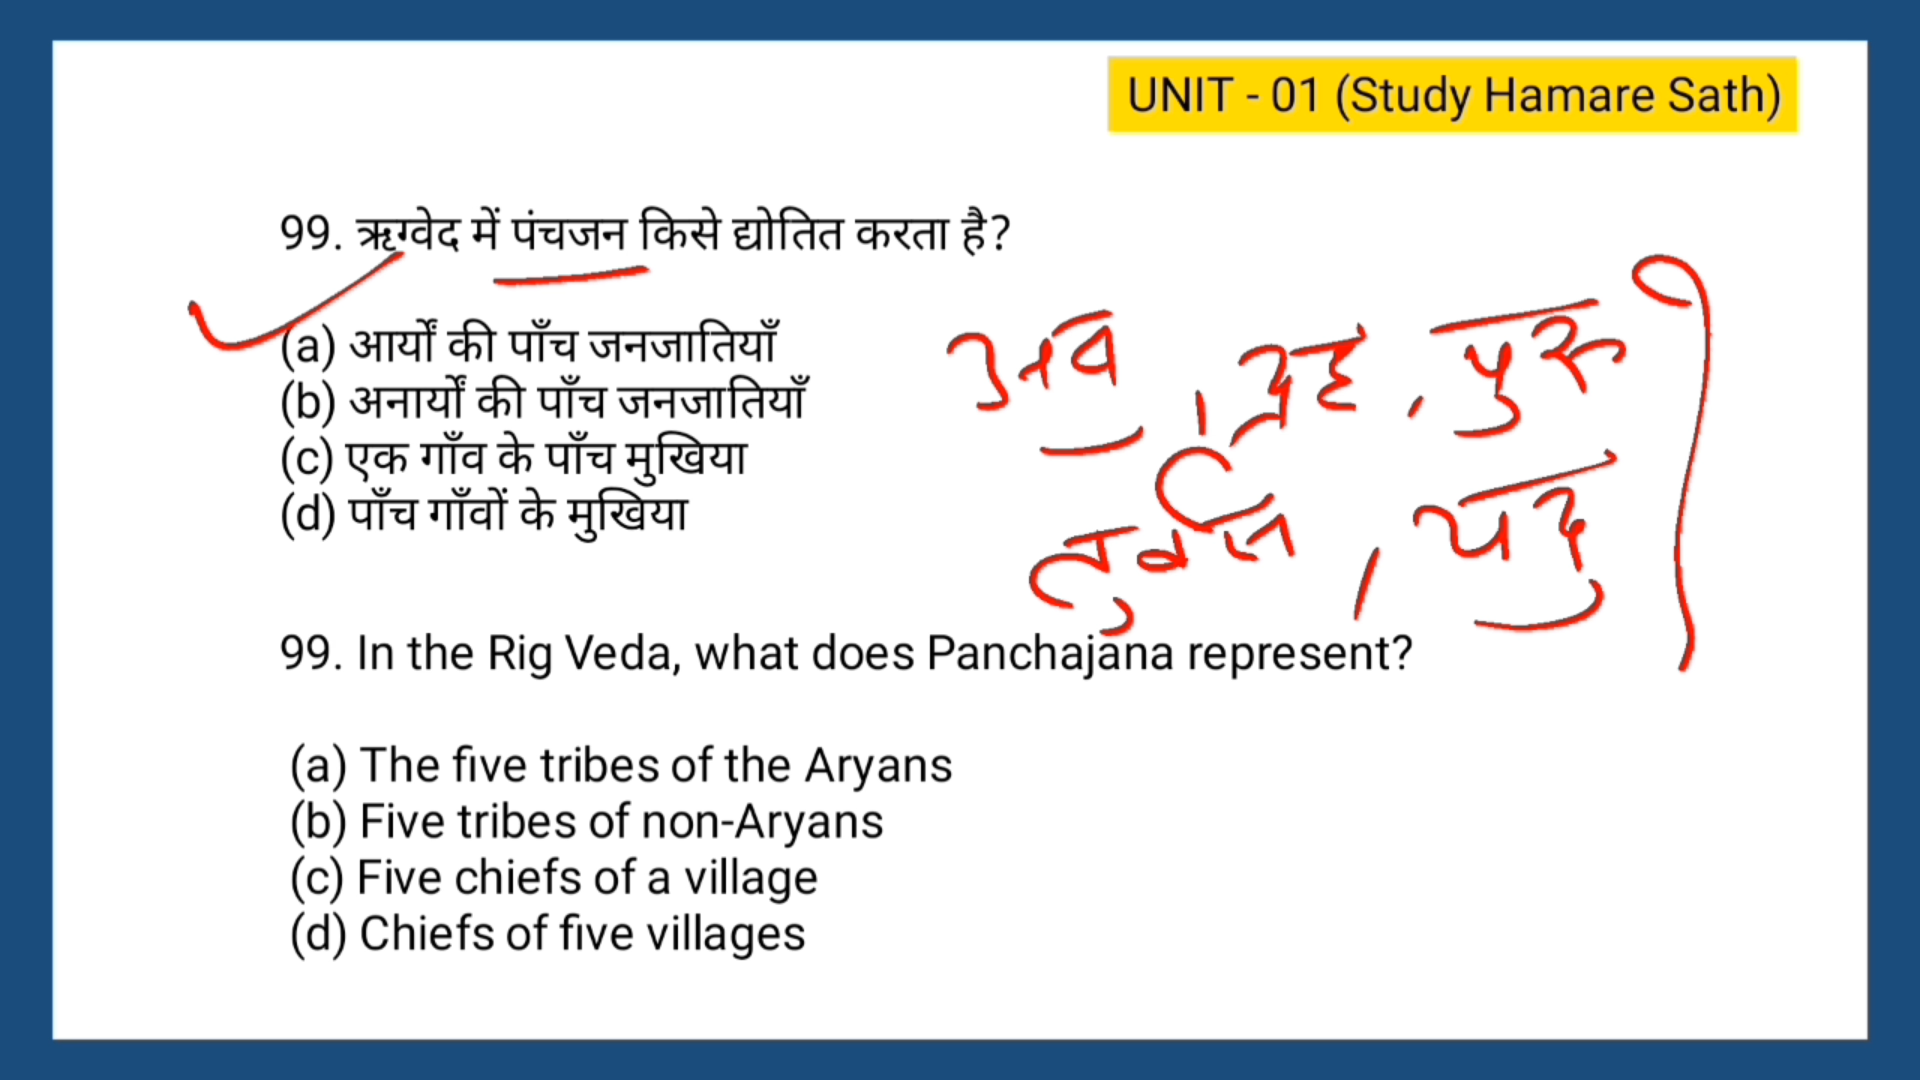 UNIT - 01 (Study Hamare Sath)
99. ऋग्वेद में पंचजन किसे द्योतित करता है?
(a) आर्यों की पाँच जनजातियाँ
(b) अनार्यों की पाँच जनजातियाँ
(c) एक गाँव के पाँच मुखिया
(d) पाँच गाँवों के मुखिया
, पुरु
, यदु
99. In the Rig Veda, what does Panchajana represent?
(a) The five tribes of the Aryans
(b) Five tribes of non-Aryans
(c) Five chiefs of a village
(d) Chiefs of five villages